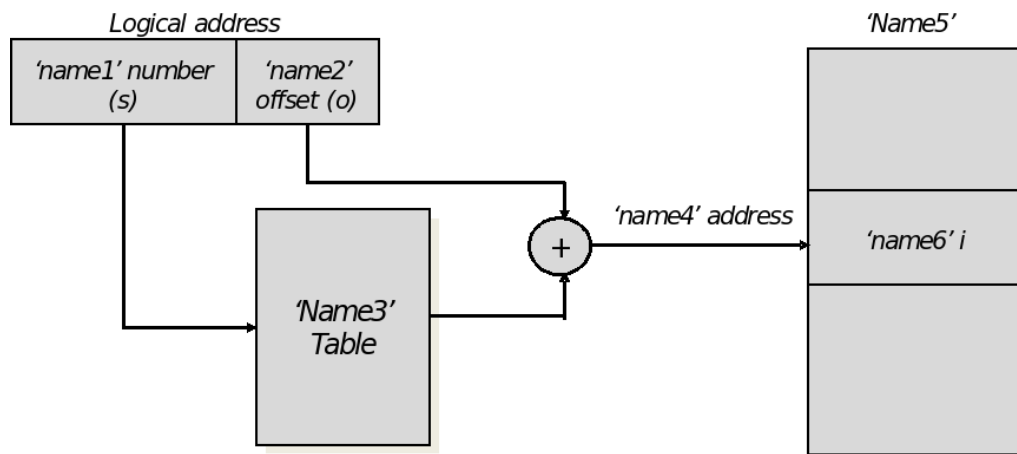 Logical address
‘name1’ number
(s)
‘name2’
offset (o)
‘Name3’
Table
+
‘name4’ address
‘Name5’
‘name6’ i